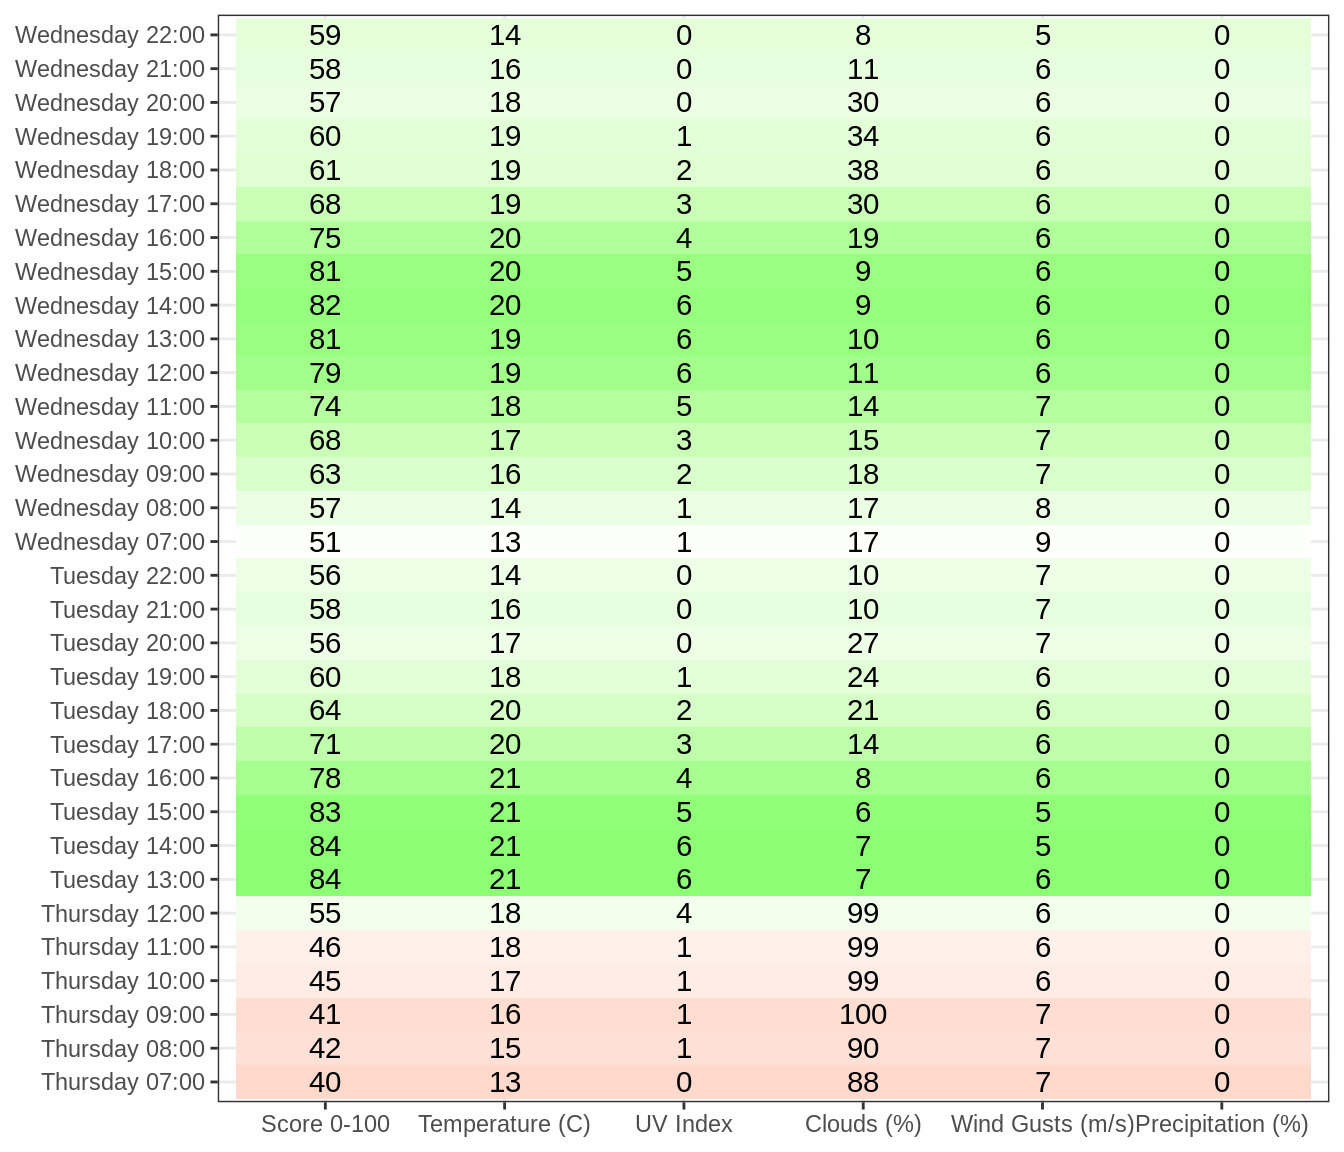 Wednesday 22:00 59 14 0 8 5 0
Wednesday 21:00 58 16 0 11 6 0
Wednesday 20:00 57 18 0 30 6 0
Wednesday 19:00 60 19 1 34 6 0
Wednesday 18:00 61 19 2 38 6 0
Wednesday 17:00 68 19 3 30 6 0
Wednesday 16:00 75 20 4 19 6 0
Wednesday 15:00 81 20 5 9 6 0
Wednesday 14:00 82 20 6 9 6 0
Wednesday 13:00 81 19 6 10 6 0
Wednesday 12:00 79 19 6 11 6 0
Wednesday 11:00 74 18 5 14 7 0
Wednesday 10:00 68 17 3 15 7 0
Wednesday 09:00 63 16 2 18 7 0
Wednesday 08:00 57 14 1 17 8 0
Wednesday 07:00 51 13 1 17 9 0
Tuesday 22:00 56 14 0 10 7 0
Tuesday 21:00 58 16 0 10 7 0
Tuesday 20:00 56 17 0 27 7 0
Tuesday 19:00 60 18 1 24 6 0
Tuesday 18:00 64 20 2 21 6 0
Tuesday 17:00 71 20 3 14 6 0
Tuesday 16:00 78 21 4 8 6 0
Tuesday 15:00 83 21 5 6 5 0
Tuesday 14:00 84 21 6 7 5 0
Tuesday 13:00 84 21 6 7 6 0
Thursday 12:00 55 18 4 99 6 0
Thursday 11:00 46 18 1 99 6 0
Thursday 10:00 45 17 1 99 6 0
Thursday 09:00 41 16 1 100 7 0
Thursday 08:00 42 15 1 90 7 0
Thursday 07:00 40 13 0 88 7 0
Score 0-100 Temperature (C) UV Index Clouds (%) Wind Gusts (m/s) Precipitation (%)